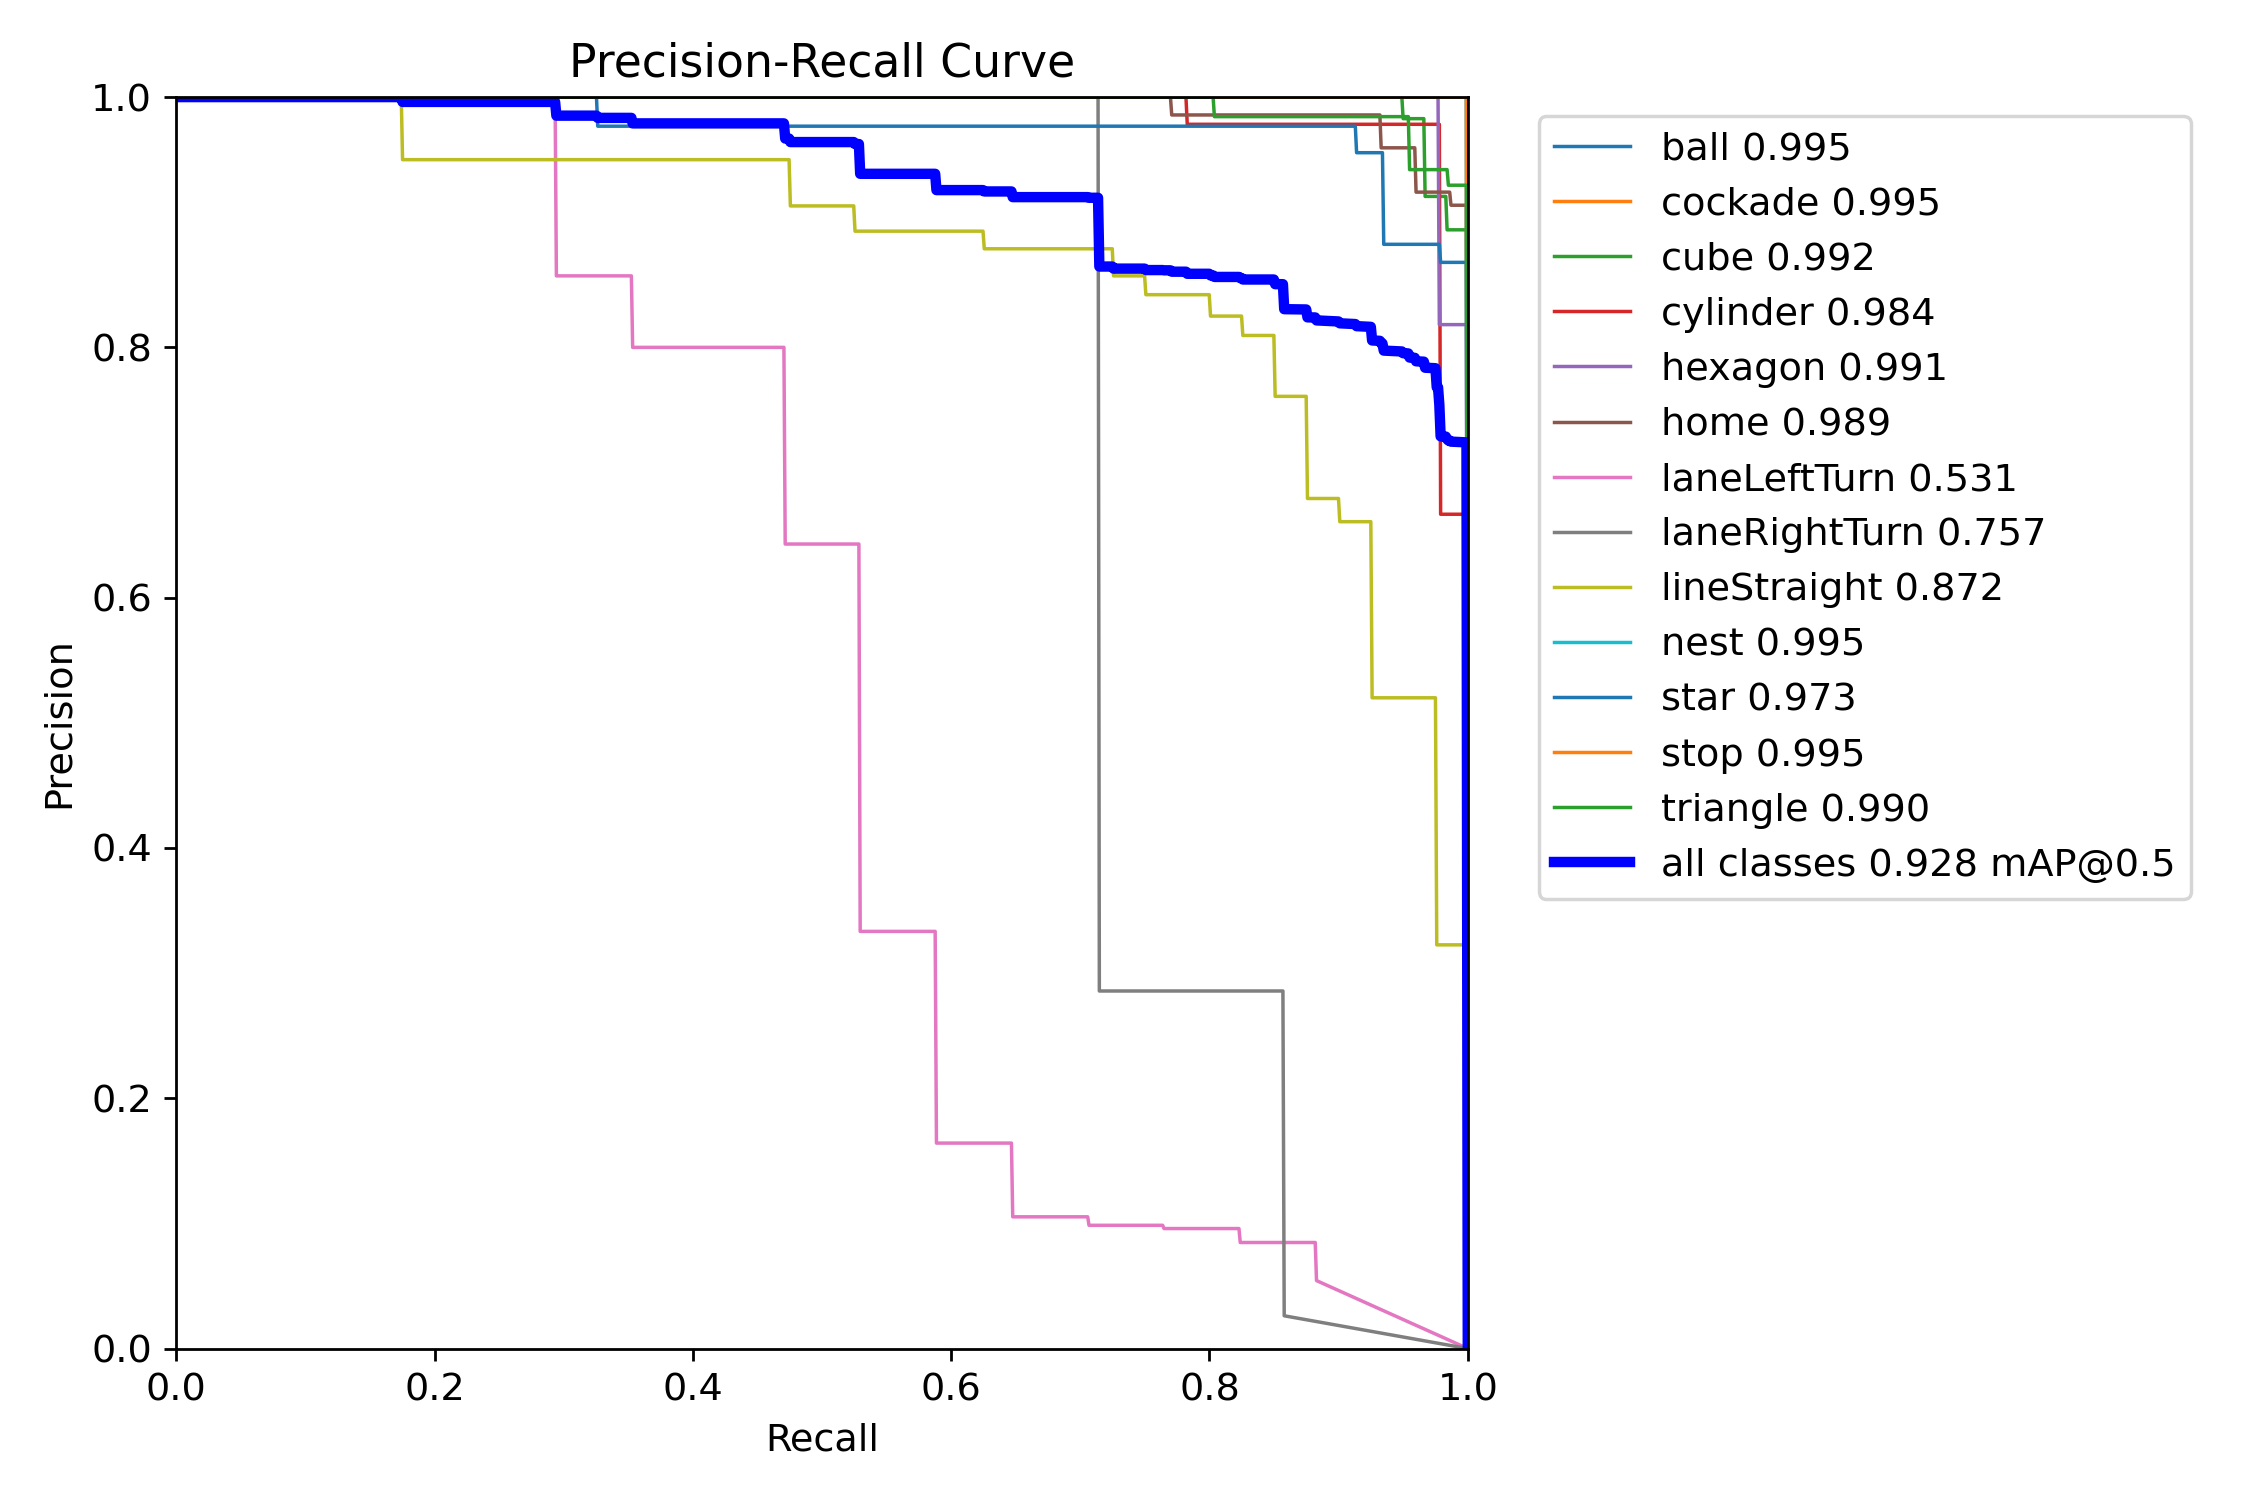 Precision-Recall Curve
1.0
0.8
0.6
0.4
0.2
0.0
Precision
0.0 0.2 0.4 0.6 0.8 1.0
Recall
ball 0.995
cockade 0.995
cube 0.992
cylinder 0.984
hexagon 0.991
home 0.989
laneLeftTurn 0.531
laneRightTurn 0.757
lineStraight 0.872
nest 0.995
star 0.973
stop 0.995
triangle 0.990
all classes 0.928 mAP@0.5